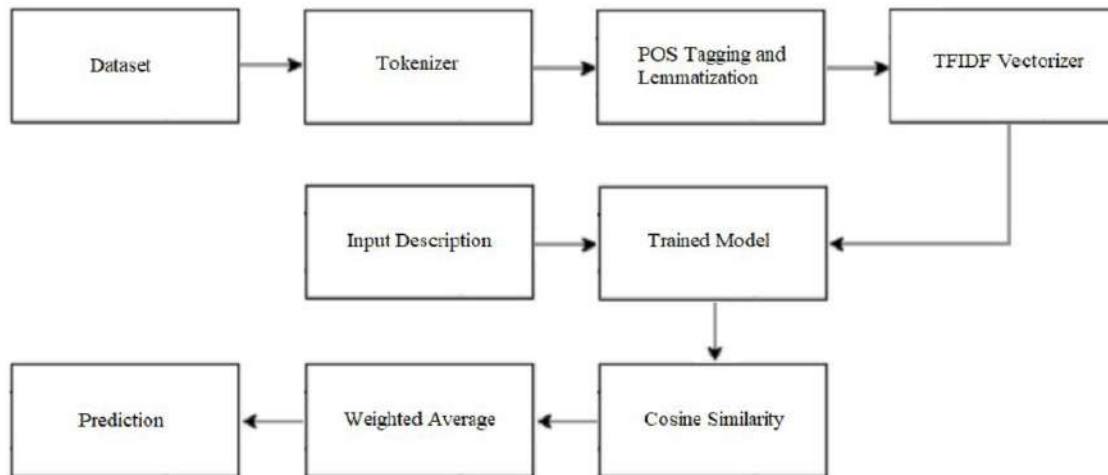 Dataset
Tokenizer
POS Tagging and
Lemmatization
TFIDF Vectorizer
Input Description
Trained Model
Prediction
Weighted Average
Cosine Similarity